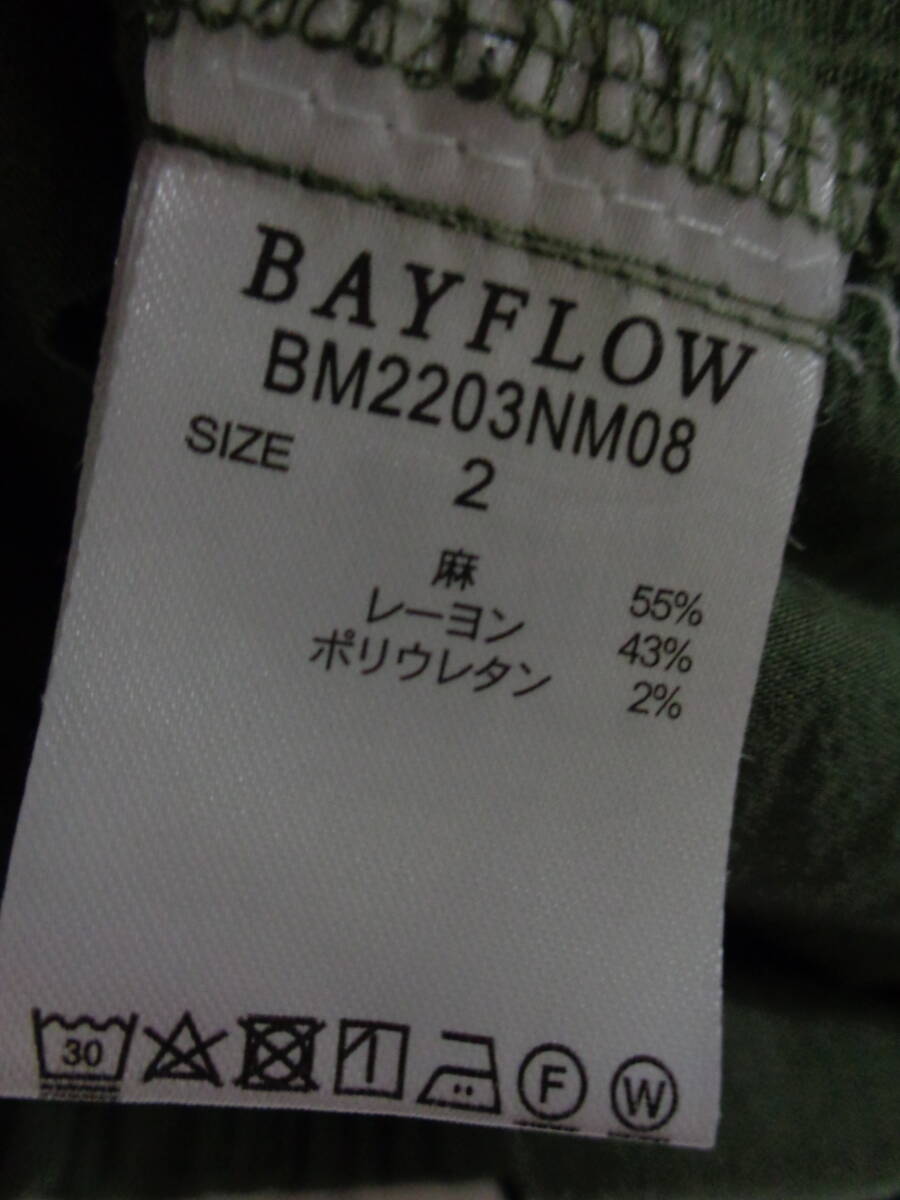 BAYFLOW
BM2203NM08
SIZE 2
麻 55%
レーヨン 43%
ポリウレタン 2%
30 F W